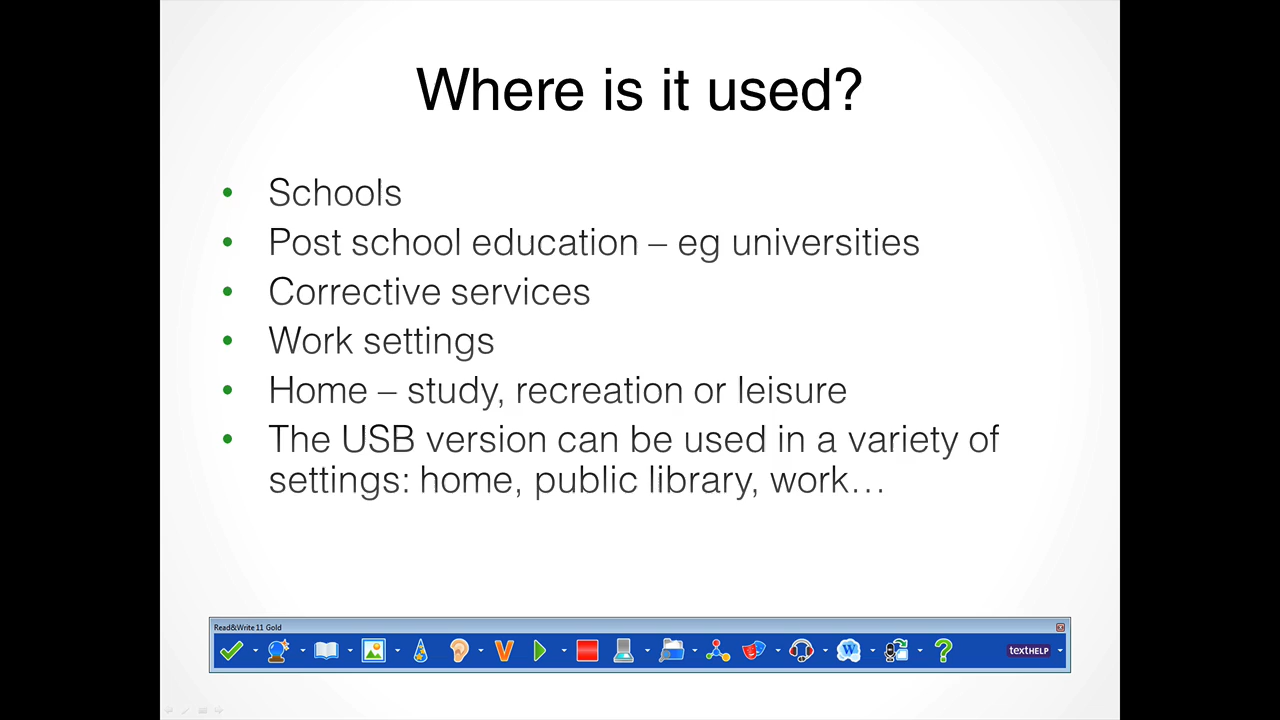 Where is it used?
• Schools
• Post school education – eg universities
• Corrective services
• Work settings
• Home – study, recreation or leisure
• The USB version can be used in a variety of
settings: home, public library, work…
Read&Write 11 Gold
V
W
?
textHELP